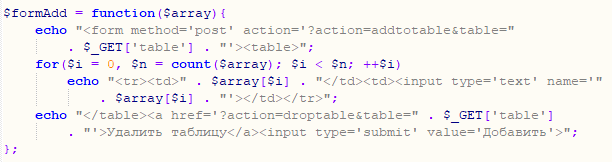 $formAdd = function($array){
    echo "<form method='post' action='?action=addtotable&table="
        . $_GET['table'] . "'><table>";
    for($i = 0, $n = count($array); $i < $n; ++$i)
        echo "<tr><td>" . $array[$i] . "</td><td><input type='text' name='"
            . $array[$i] . "'></td></tr>";
    echo "</table><a href='?action=droptable&table=" . $_GET['table']
        . "'>Удалить таблицу</a><input type='submit' value='Добавить'>";
};